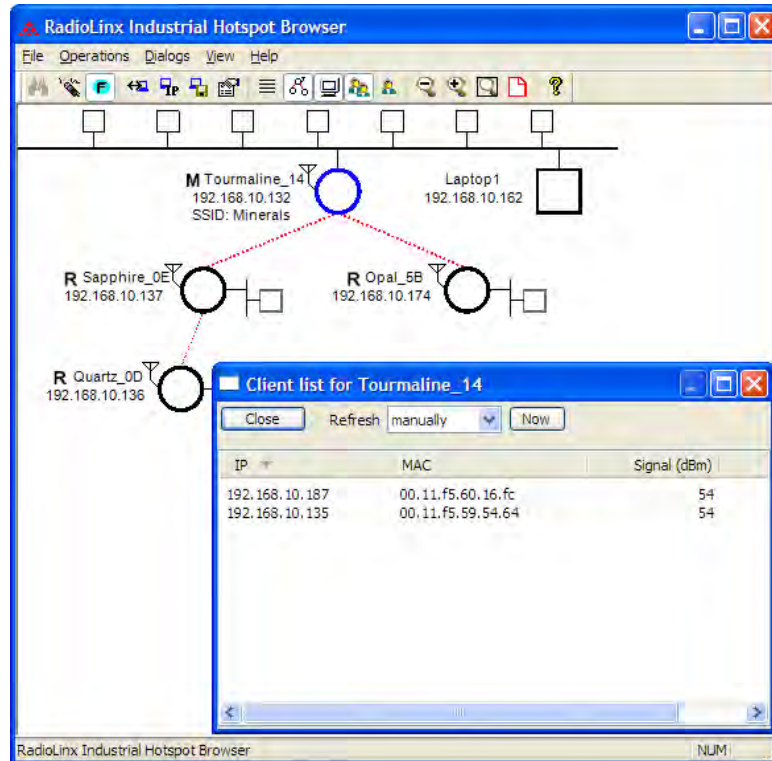 RadioLinx Industrial Hotspot Browser
File Operations Dialogs View Help
F IP ?
M Tourmaline_14
192.168.10.132
SSID: Minerals
Laptop1
192.168.10.162
R Sapphire_0E
192.168.10.137
R Opal_5B
192.168.10.174
R Quartz_0D
192.168.10.136
Client list for Tourmaline_14
Close Refresh manually Now
IP MAC Signal (dBm)
192.168.10.187 00.11.f5.60.16.fc 54
192.168.10.135 00.11.f5.59.54.64 54
RadioLinx Industrial Hotspot Browser NUM